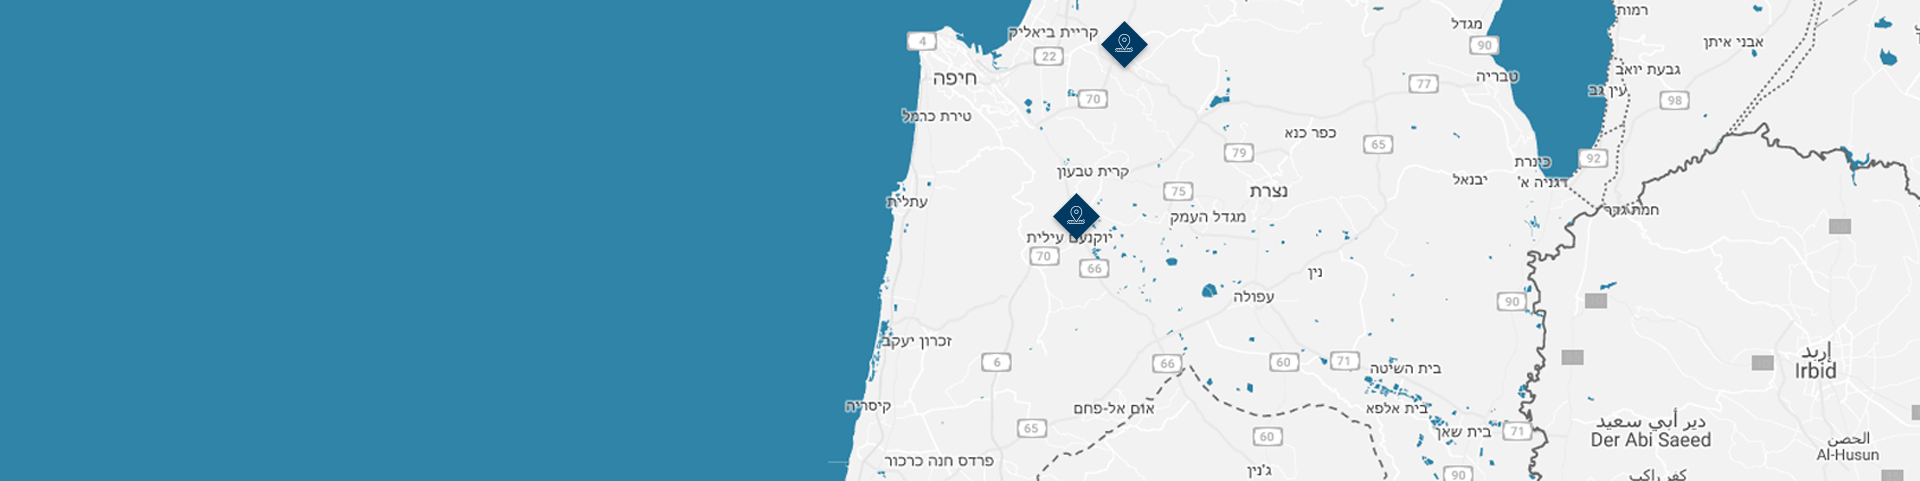 רמות
מגדל
קריית ביאליק
4
90
אבני איתן
22
חיפה
טבריה
גבעת יואב
77
עין גב
70
98
טירת כרמל
כפר כנא
65
79
92
כינרת
קרית טבעון
יבנאל
דגניה א'
75
נצרת
עתלית
חמת גדר
מגדל העמק
יוקנעם עילית
70
66
נין
עפולה
90
זכרון יעקב
6
66
60
71
בית השיטה
إربد
Irbid
קיסריה
אום אל-פחם
בית אלפא
65
60
בית שאן
71
دير أبي سعيد
Der Abi Saeed
الحصن
Al-Husun
פרדס חנה כרכור
ג'נין
90
كفر راكب